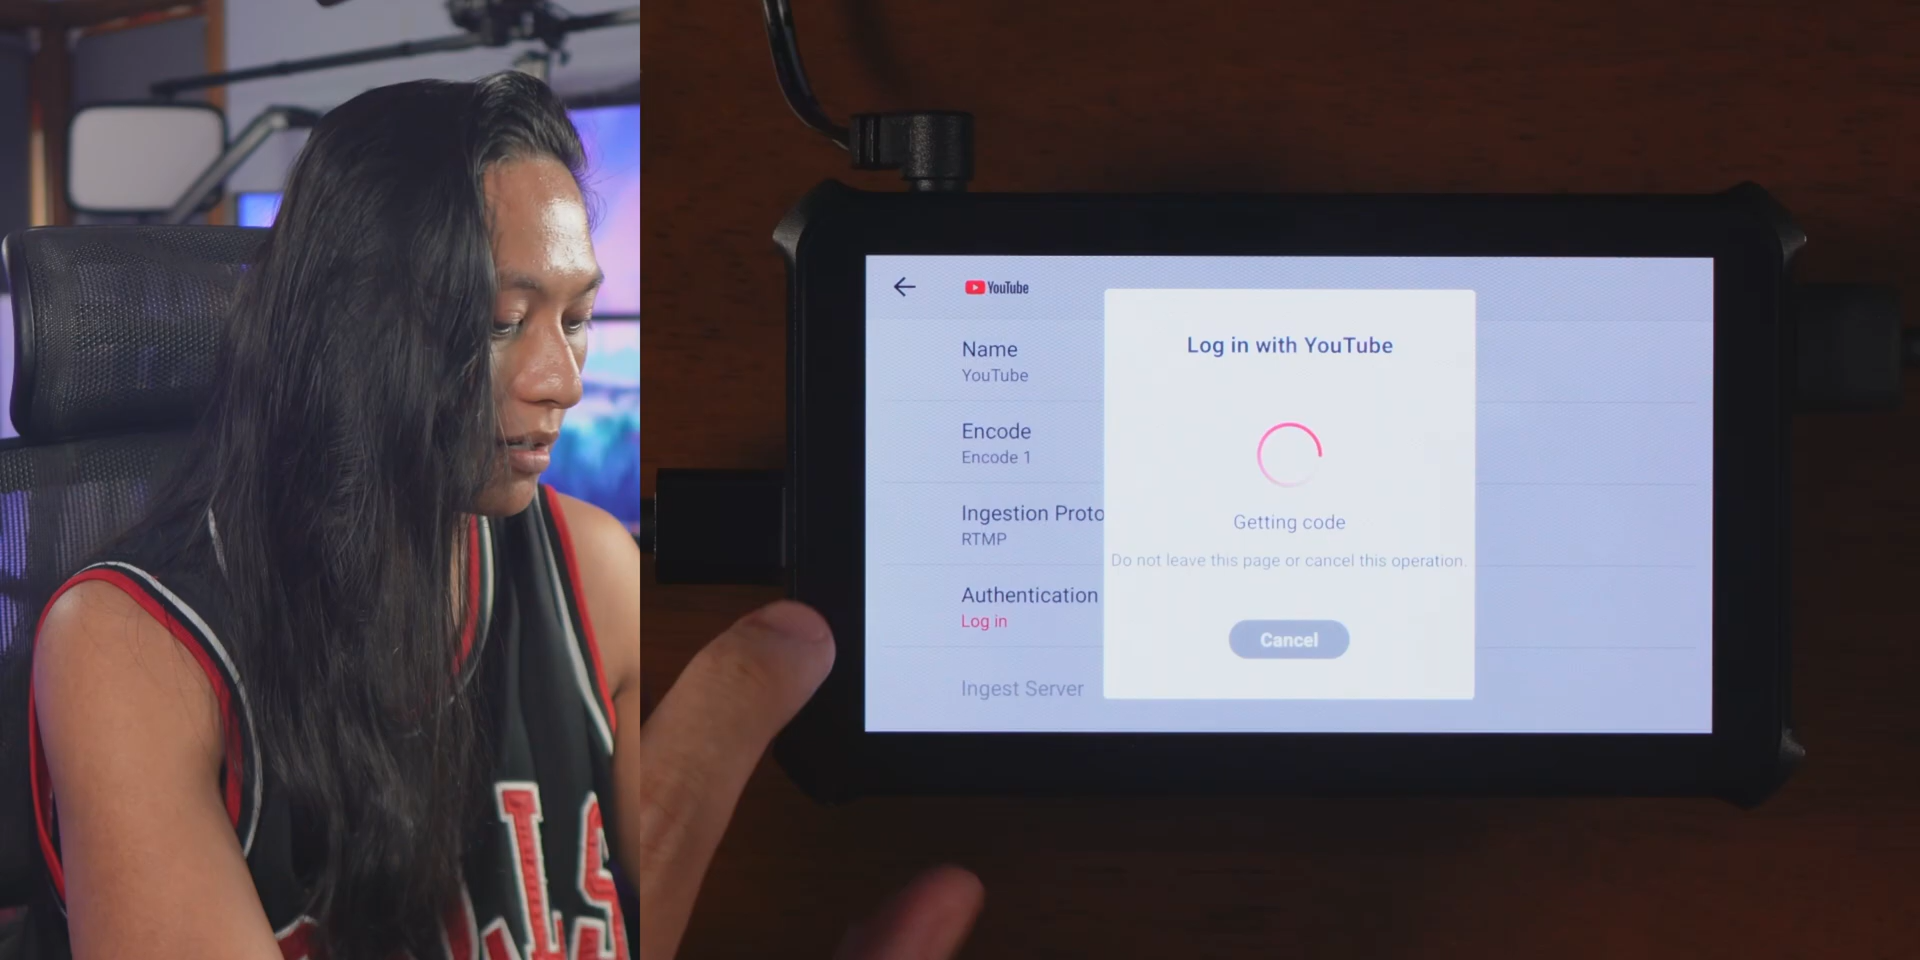 YouTube
Name
YouTube
Encode
Encode 1
Ingestion Proto
RTMP
Authentication
Log in
Ingest Server
Log in with YouTube
Getting code
Do not leave this page or cancel this operation.
Cancel